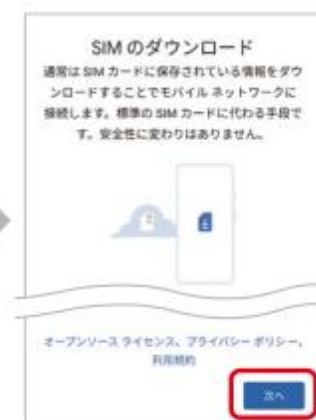 SIM のダウンロード
通常は SIM カードに保存されている情報をダウ
ンロードすることでモバイル ネットワークに
接続します。標準の SIM カードに代わる手段で
す。安全性に変わりはありません。
オープンソース ライセンス、プライバシー ポリシー、
利用規約
次へ